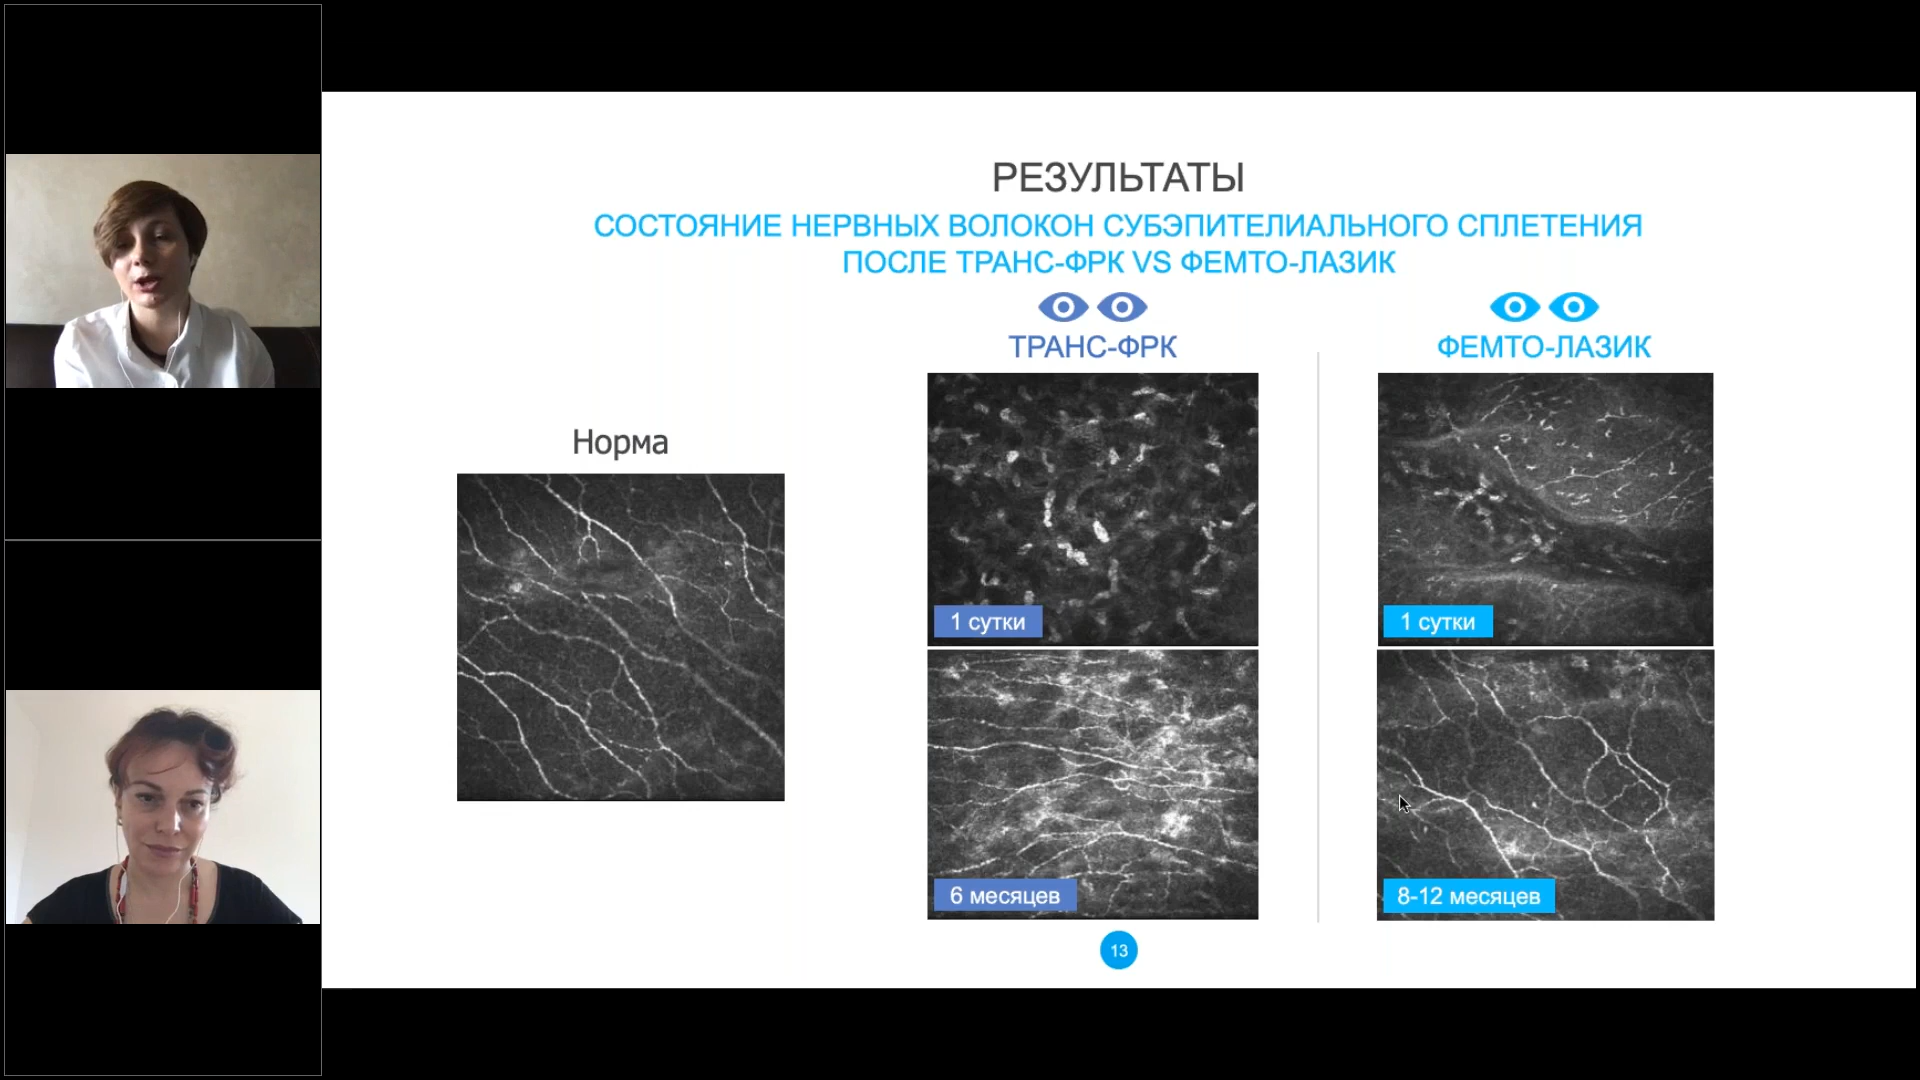 РЕЗУЛЬТАТЫ
СОСТОЯНИЕ НЕРВНЫХ ВОЛОКОН СУБЭПИТЕЛИАЛЬНОГО СПЛЕТЕНИЯ
ПОСЛЕ ТРАНС-ФРК VS ФЕМТО-ЛАЗИК
ТРАНС-ФРК
ФЕМТО-ЛАЗИК
Норма
1 сутки
1 сутки
6 месяцев
8-12 месяцев
13